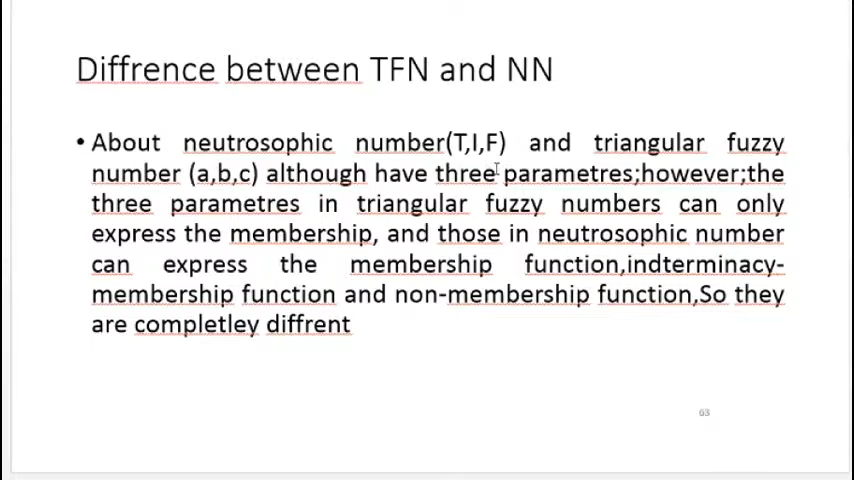 Diffrence between TFN and NN
• About neutrosophic number(T,I,F) and triangular fuzzy
number (a,b,c) although have three parametres;however;the
three parametres in triangular fuzzy numbers can only
express the membership, and those in neutrosophic number
can express the membership function,indterminacy-
membership function and non-membership function,So they
are completley diffrent
63